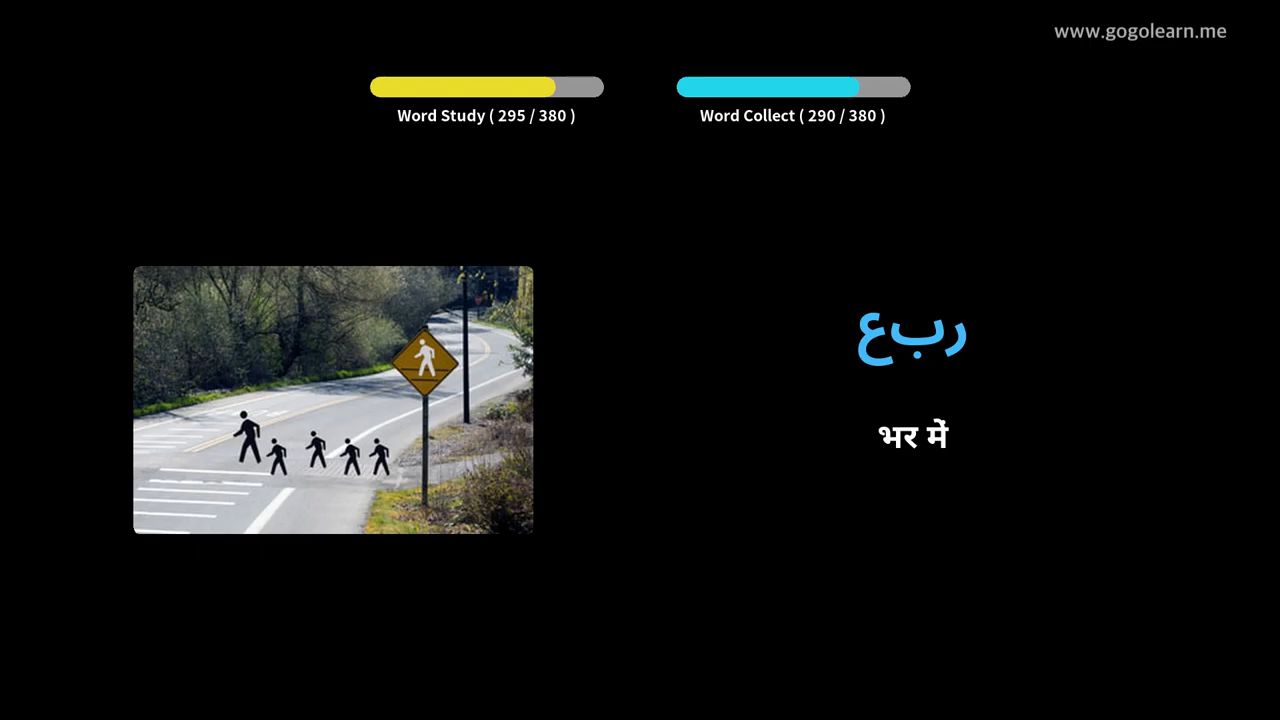 www.gogolearn.me
Word Study ( 295 / 380 )
Word Collect ( 290 / 380 )
ربع
भर में